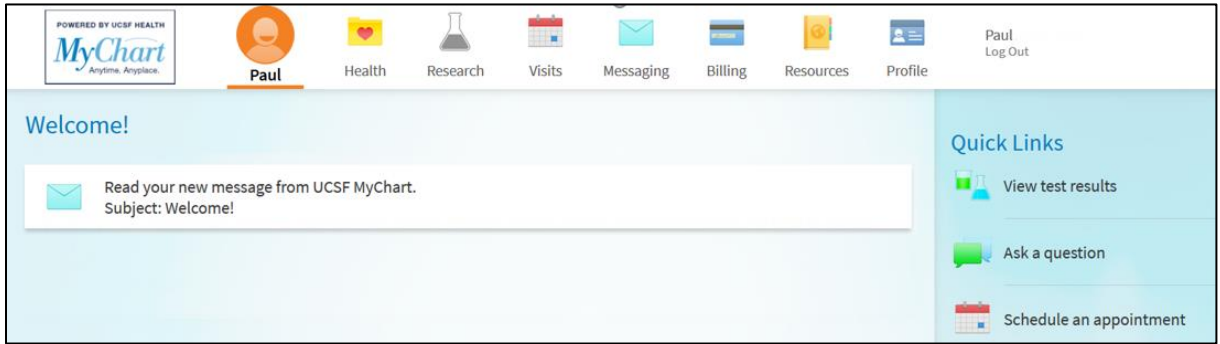 POWERED BY UCSF HEALTH
MyChart
Anytime. Anyplace.
Paul
Health
Research
Visits
Messaging
Billing
Resources
Profile
Paul
Log Out
Welcome!
Read your new message from UCSF MyChart.
Subject: Welcome!
Quick Links
View test results
Ask a question
Schedule an appointment